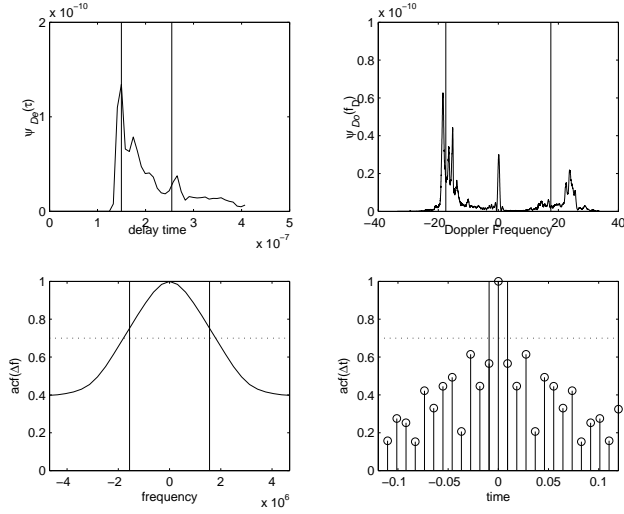 x 10^-10
2
1
0
ψ_De(τ)
0 1 2 3 4 5
delay time
x 10^-7
x 10^-10
1
0.8
0.6
0.4
0.2
0
ψ_Do(f_D)
−40 −20 0 20 40
Doppler Frequency
1
0.8
0.6
0.4
0.2
0
acf(Δf)
−4 −2 0 2 4
frequency
x 10^6
1
0.8
0.6
0.4
0.2
0
acf(Δt)
−0.1 −0.05 0 0.05 0.1
time